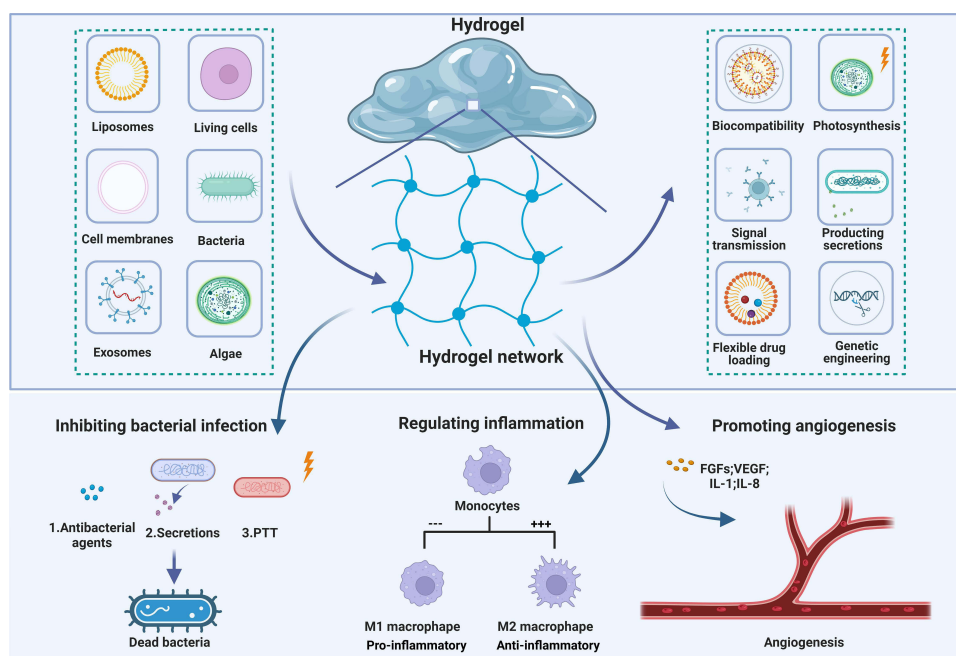 Hydrogel
Liposomes
Living cells
Cell membranes
Bacteria
Exosomes
Algae
Hydrogel network
Biocompatibility
Photosynthesis
Signal
transmission
Producting
secretions
Flexible drug
loading
Genetic
engineering
Inhibiting bacterial infection
1.Antibacterial
agents
2.Secretions
3.PTT
Dead bacteria
Regulating inflammation
Monocytes
---
+++
M1 macrophape
Pro-inflammatory
M2 macrophape
Anti-inflammatory
Promoting angiogenesis
FGFs;VEGF;
IL-1;IL-8
Angiogenesis